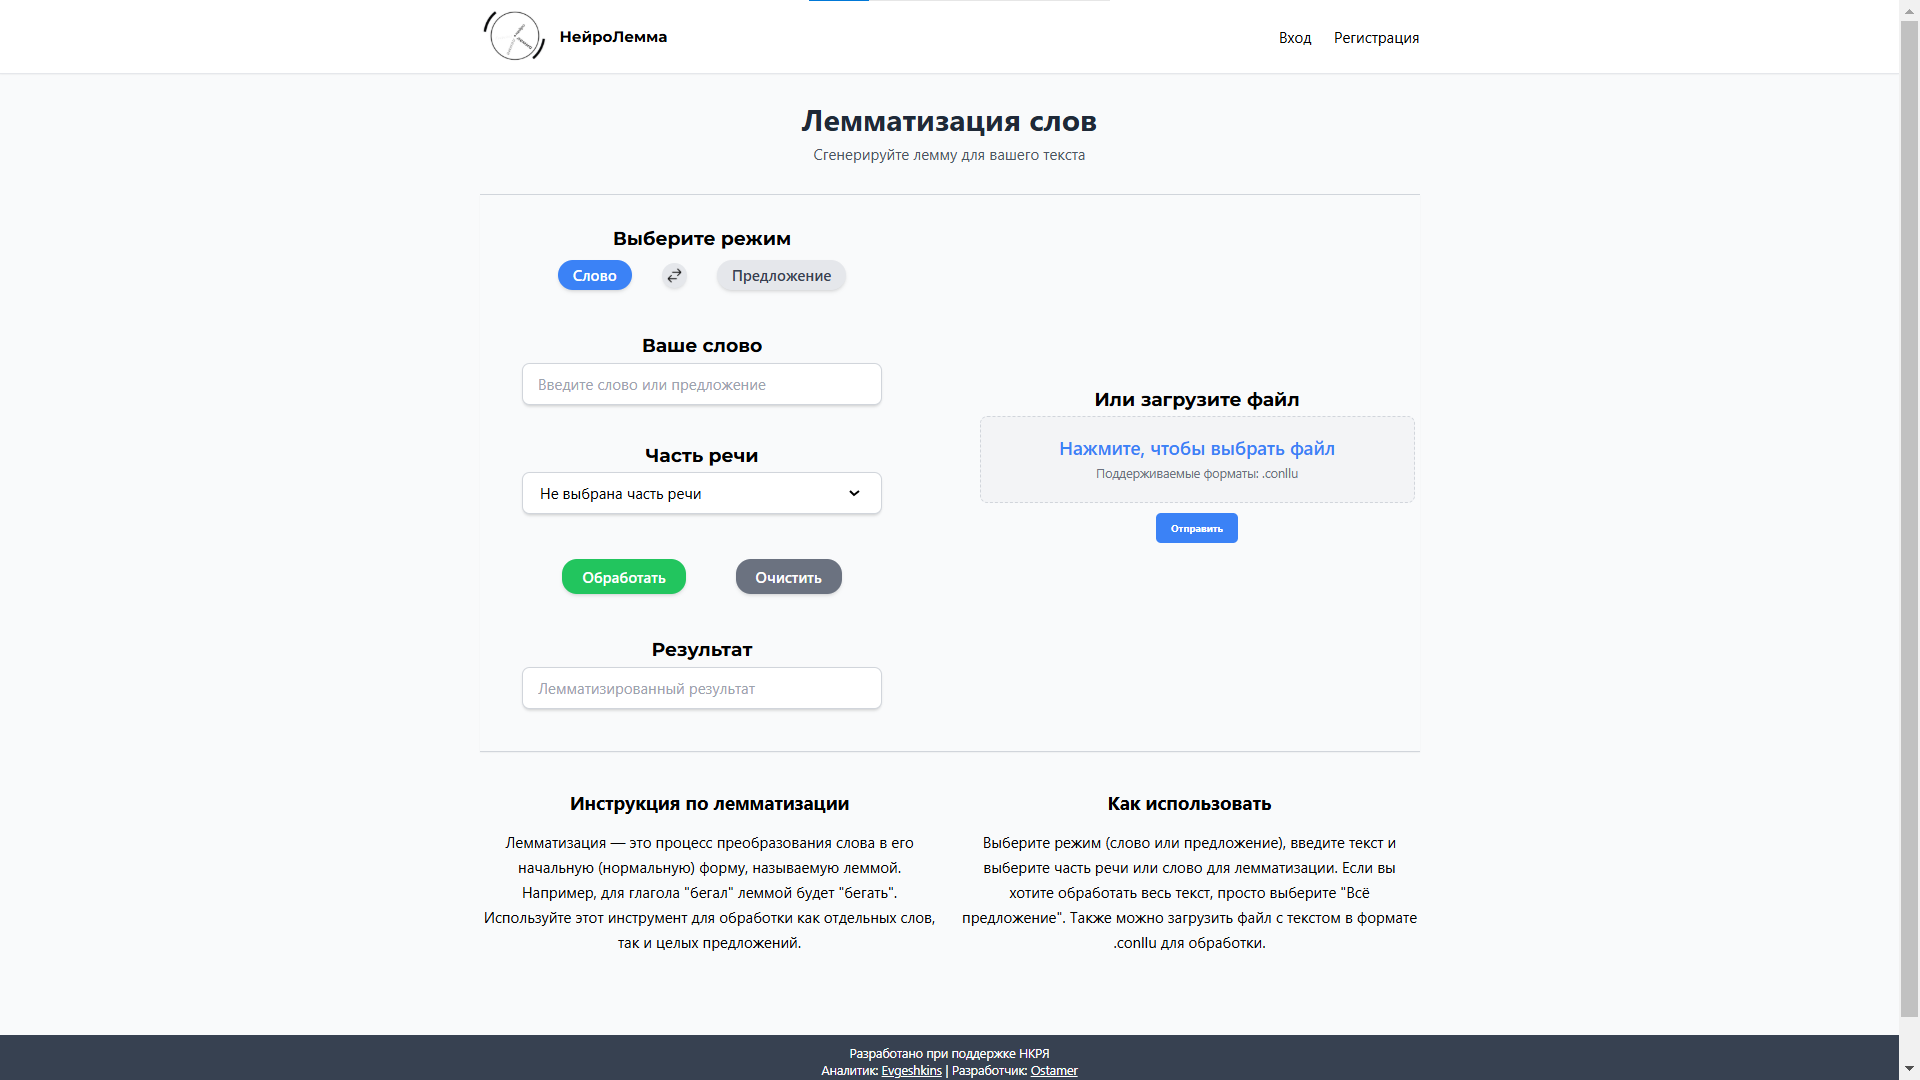 НейроЛемма
Вход
Регистрация
Лемматизация слов
Сгенерируйте лемму для вашего текста
Выберите режим
Слово
Предложение
Ваше слово
Введите слово или предложение
Часть речи
Не выбрана часть речи
Обработать
Очистить
Результат
Лемматизированный результат
Или загрузите файл
Нажмите, чтобы выбрать файл
Поддерживаемые форматы: .conllu
Отправить
Инструкция по лемматизации
Лемматизация — это процесс преобразования слова в его
начальную (нормальную) форму, называемую леммой.
Например, для глагола "бегал" леммой будет "бегать".
Используйте этот инструмент для обработки как отдельных слов,
так и целых предложений.
Как использовать
Выберите режим (слово или предложение), введите текст и
выберите часть речи или слово для лемматизации. Если вы
хотите обработать весь текст, просто выберите "Всё
предложение". Также можно загрузить файл с текстом в формате
.conllu для обработки.
Разработано при поддержке НКРЯ
Аналитик: Evgeshkins | Разработчик: Ostamer